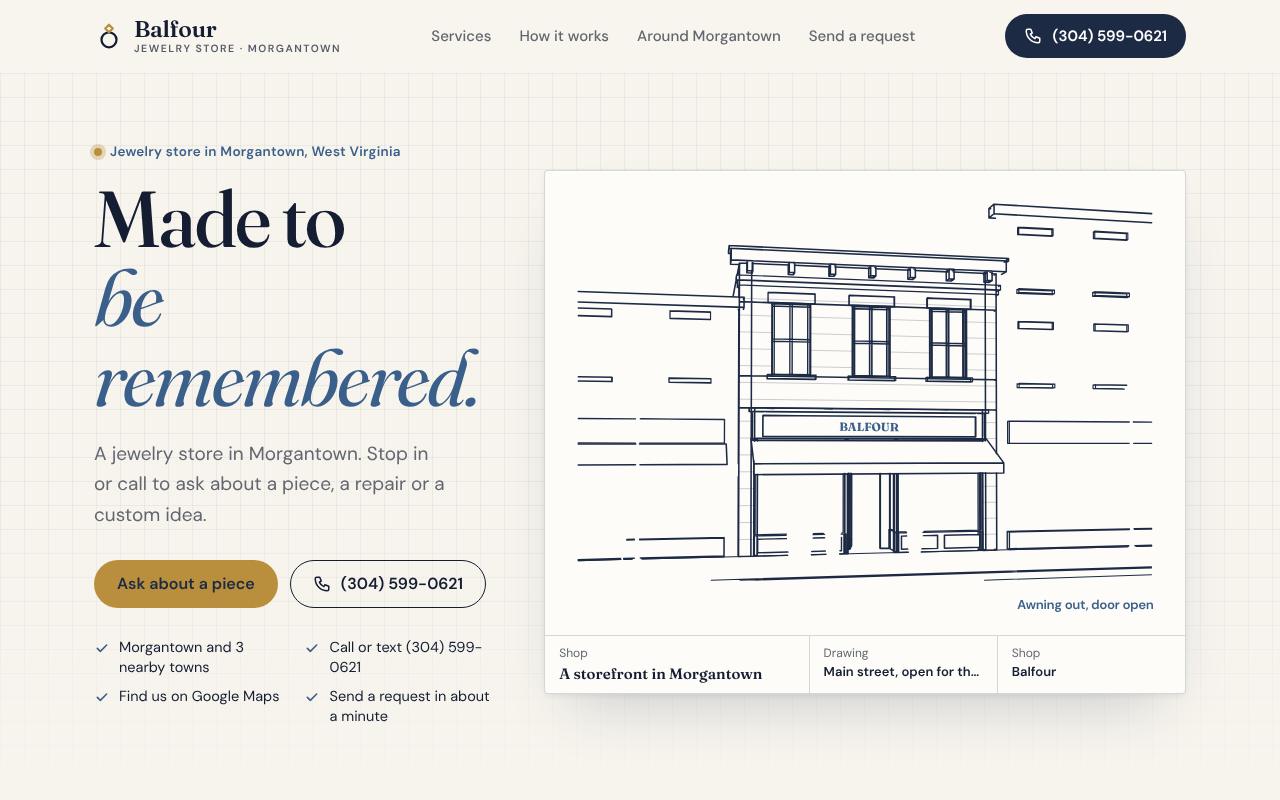 Balfour
JEWELRY STORE · MORGANTOWN
Services
How it works
Around Morgantown
Send a request
(304) 599-0621
Jewelry store in Morgantown, West Virginia
Made to
be
remembered.
A jewelry store in Morgantown. Stop in
or call to ask about a piece, a repair or a
custom idea.
Ask about a piece
(304) 599-0621
Morgantown and 3
nearby towns
Call or text (304) 599-
0621
Find us on Google Maps
Send a request in about
a minute
BALFOUR
Awning out, door open
Shop
A storefront in Morgantown
Drawing
Main street, open for th...
Shop
Balfour